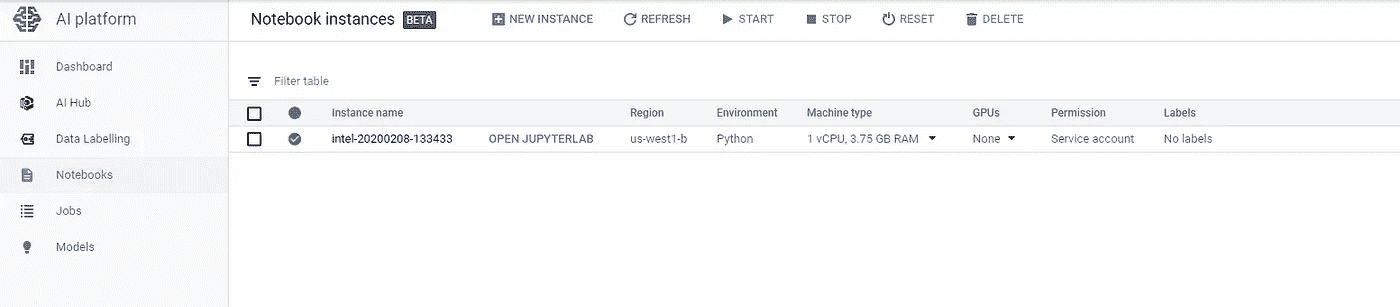 AI platform
Notebook instances BETA NEW INSTANCE REFRESH START STOP RESET DELETE
Dashboard
Filter table
AI Hub
Instance name Region Environment Machine type GPUs Permission Labels
Data Labelling
intel-20200208-133433 OPEN JUPYTERLAB us-west1-b Python 1 vCPU, 3.75 GB RAM None Service account No labels
Notebooks
Jobs
Models